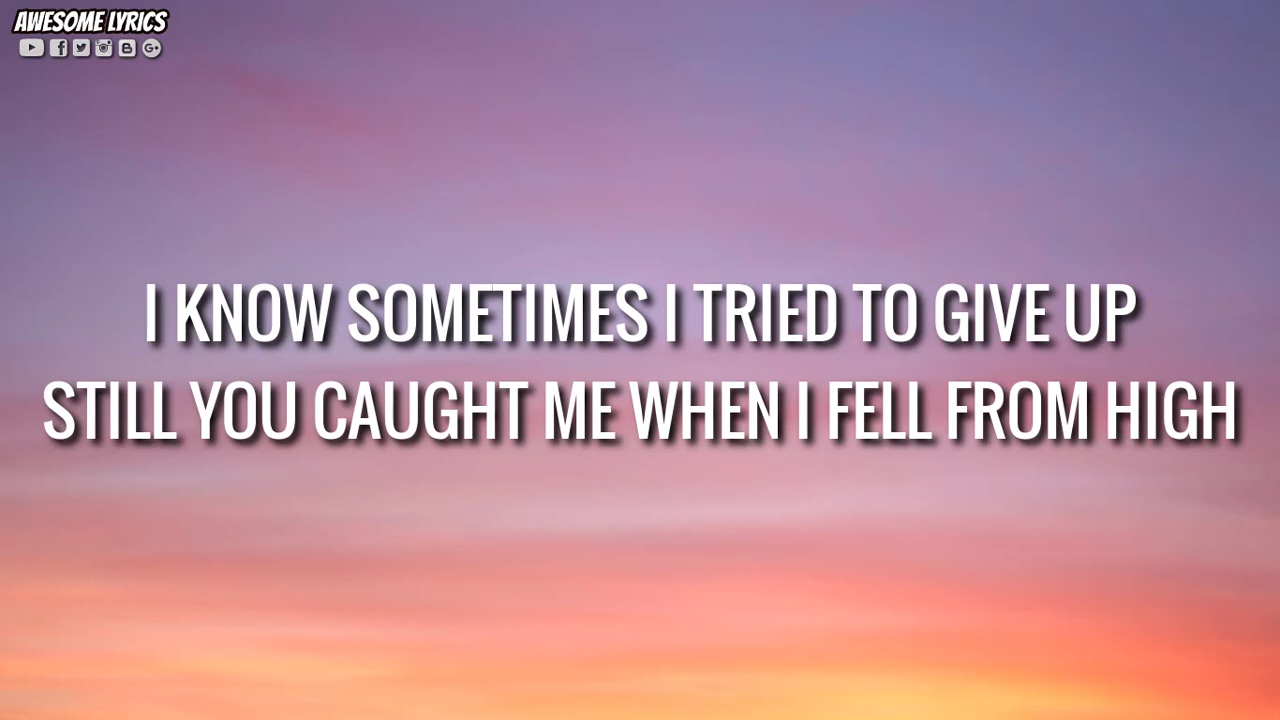 AWESOME LYRICS
I KNOW SOMETIMES I TRIED TO GIVE UP
STILL YOU CAUGHT ME WHEN I FELL FROM HIGH